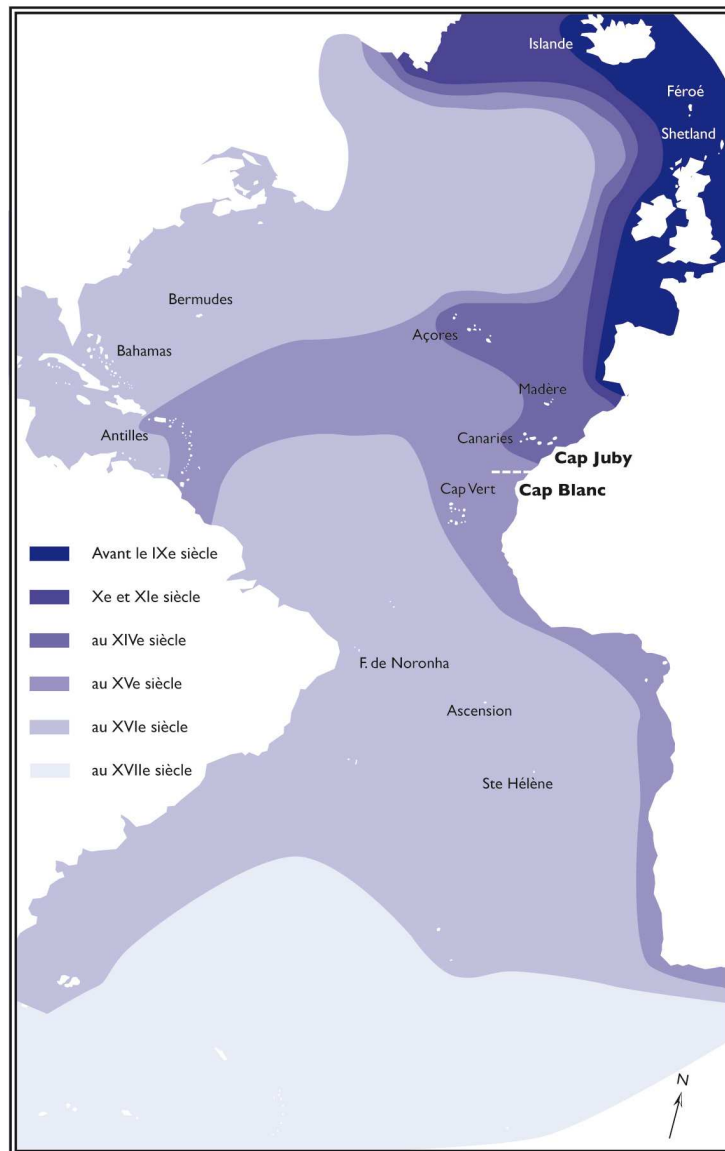 Islande
Féroé
Shetland
Bermudes
Açores
Bahamas
Madère
Antilles
Canaries
Cap Juby
Cap Vert
Cap Blanc
Avant le IXe siècle
Xe et XIe siècle
au XIVe siècle
au XVe siècle
au XVIe siècle
au XVIIe siècle
F. de Noronha
Ascension
Ste Hélène
N